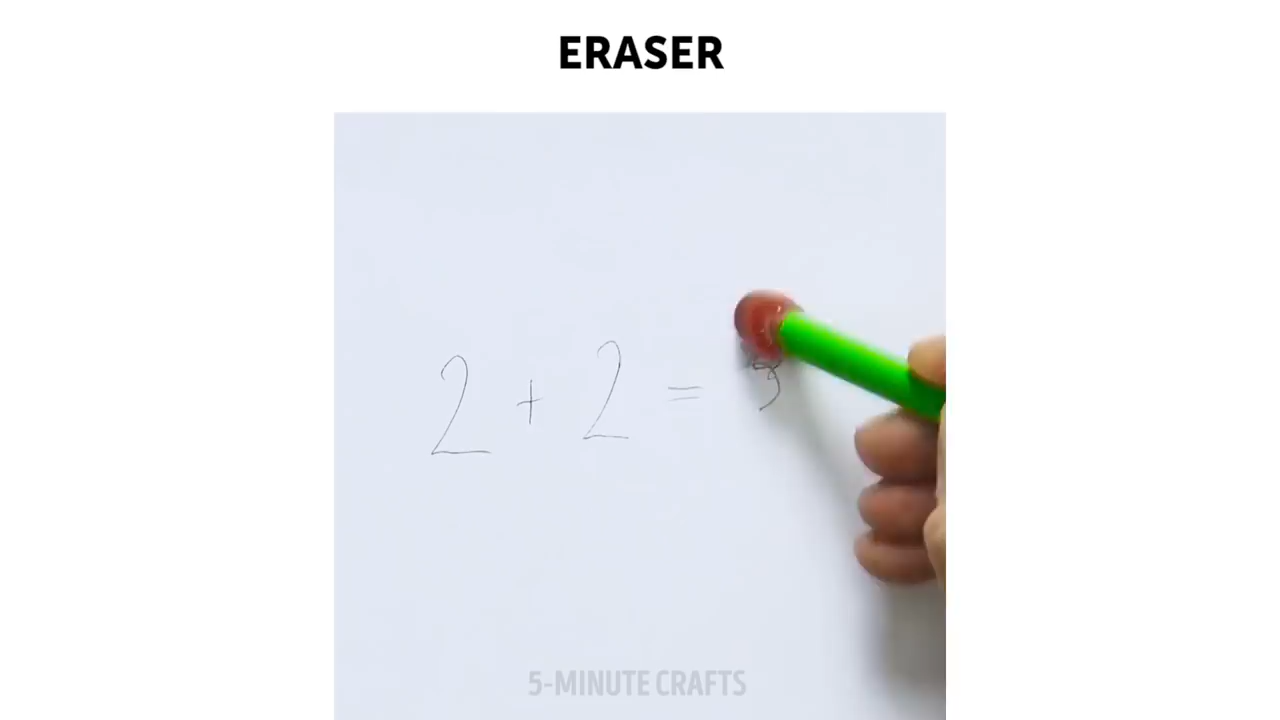 ERASER
2 + 2 =
5-MINUTE CRAFTS